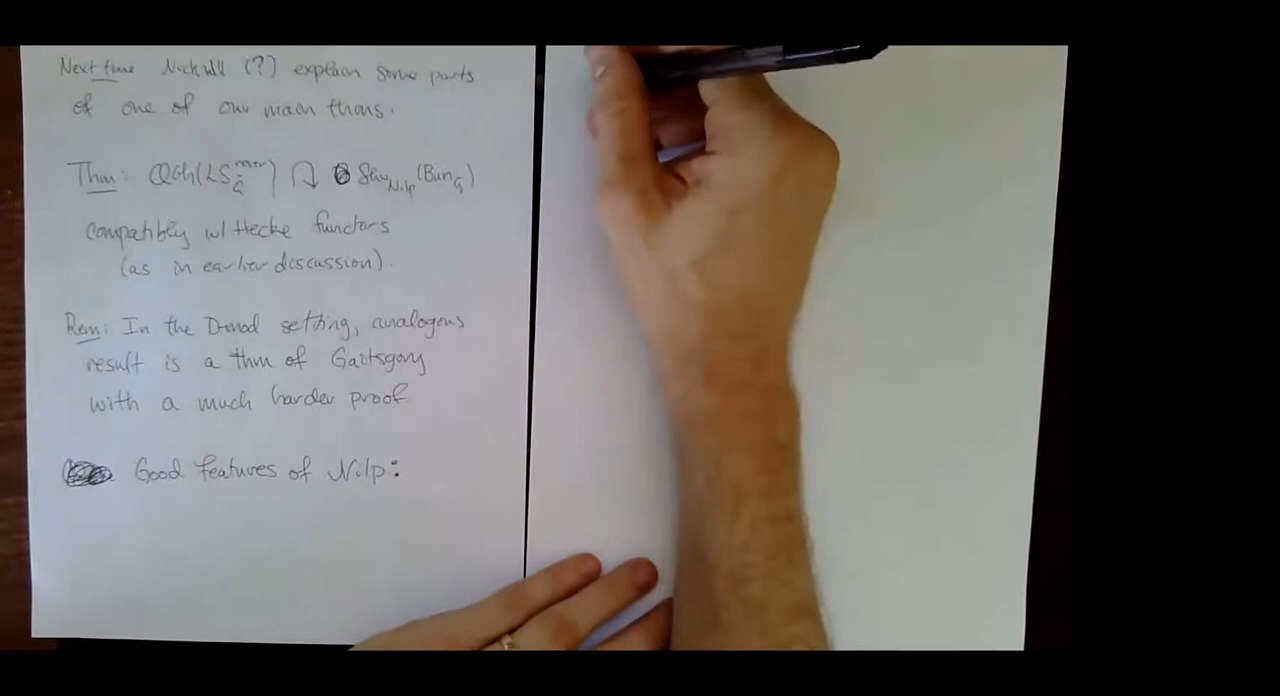 Next time Nick will (?) explain some parts
of one of our main thms.
Thm: QCoh(LS_Ğ^restr) ↷ Shv_Nilp(Bun_G)
compatibly w/ Hecke functors
(as in earlier discussion).
Rem: In the D-mod setting, analogous
result is a thm of Gaitsgory
with a much harder proof
Good features of Nilp: